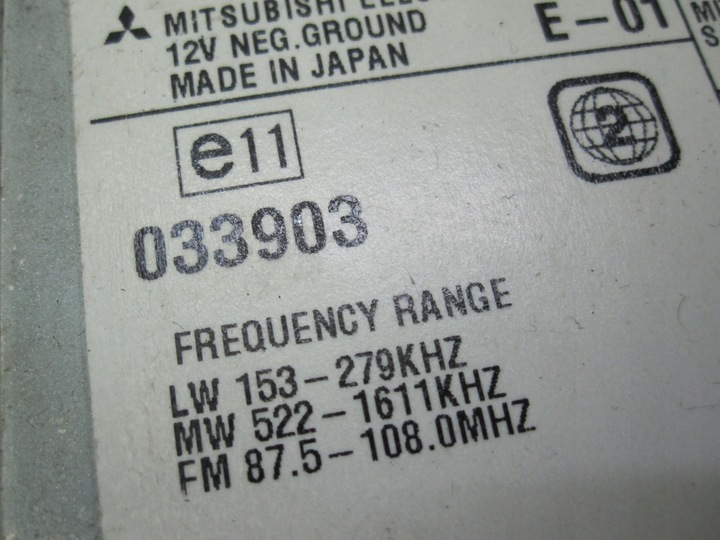 MITSUBISHI
12V NEG.GROUND
MADE IN JAPAN
E-01
e11
2
033903
FREQUENCY RANGE
LW 153-279KHZ
MW 522-1611KHZ
FM 87.5-108.0MHZ